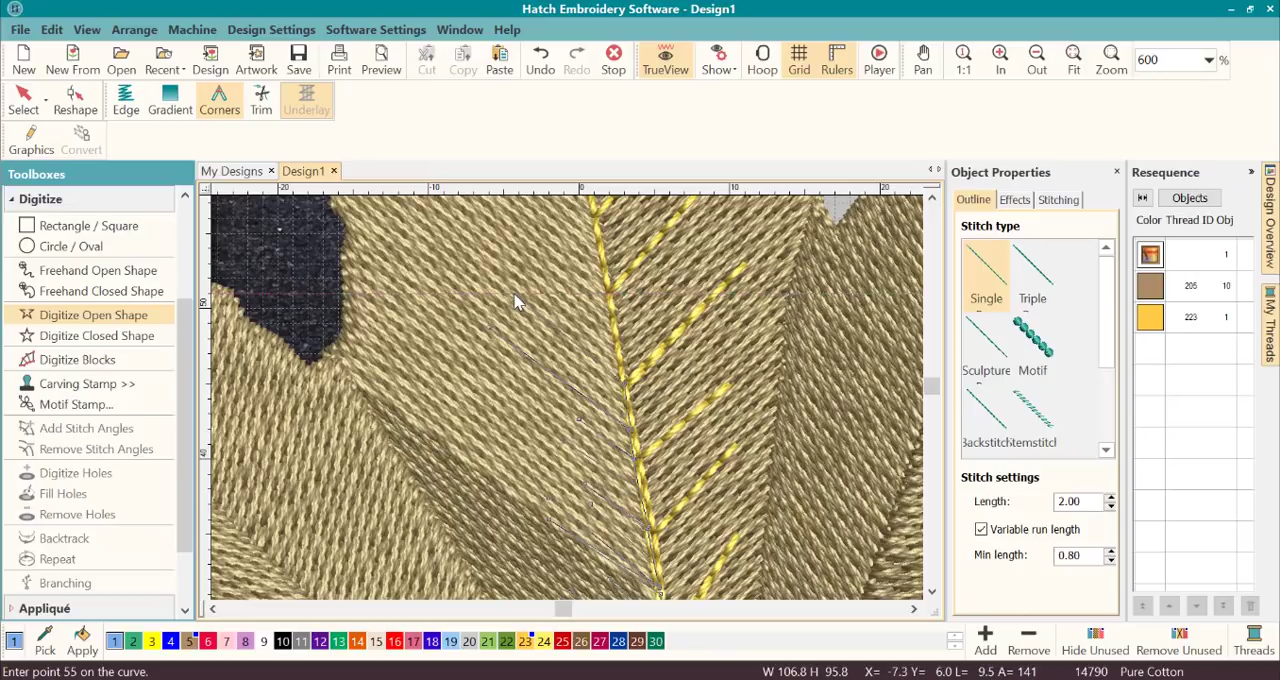 Hatch Embroidery Software - Design1
File Edit View Arrange Machine Design Settings Software Settings Window Help
New New From Open Recent Design Artwork Save Print Preview Cut Copy Paste Undo Redo Stop TrueView Show Hoop Grid Rulers Player Pan 1:1 In Out Fit Zoom 600 %
Select Reshape Edge Gradient Corners Trim Underlay
Graphics Convert
Toolboxes
Digitize
Rectangle / Square
Circle / Oval
Freehand Open Shape
Freehand Closed Shape
Digitize Open Shape
Digitize Closed Shape
Digitize Blocks
Carving Stamp >>
Motif Stamp...
Add Stitch Angles
Remove Stitch Angles
Digitize Holes
Fill Holes
Remove Holes
Backtrack
Repeat
Branching
Appliqué
My Designs × Design1 ×
-20 -10 0 10 20
50
40
Object Properties ×
Outline Effects Stitching
Stitch type
Single Triple
Sculpture Motif
Backstitch Stemstitch
Stitch settings
Length: 2.00
Variable run length
Min length: 0.80
Resequence »
Objects
Color Thread ID Obj
1
205 10
223 1
Design Overview
My Threads
1 Pick Apply 1 2 3 4 5 6 7 8 9 10 11 12 13 14 15 16 17 18 19 20 21 22 23 24 25 26 27 28 29 30 Add Remove Hide Unused Remove Unused Threads
Enter point 55 on the curve. W 106.8 H 95.8 X= -7.3 Y= 6.0 L= 9.5 A= 141 14790 Pure Cotton